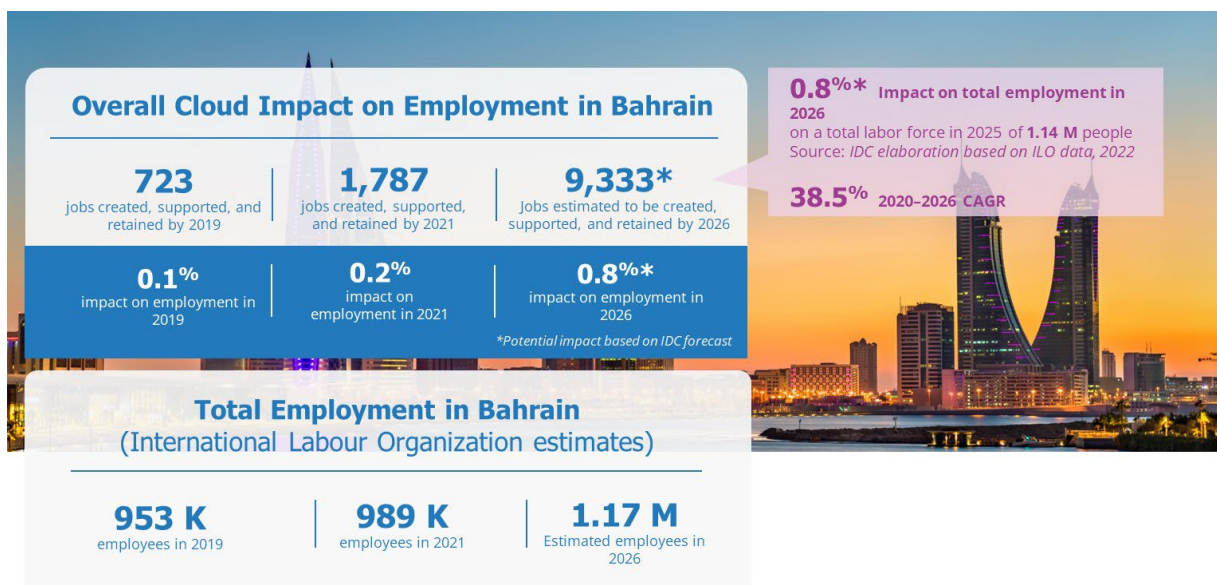 Overall Cloud Impact on Employment in Bahrain
723
jobs created, supported, and
retained by 2019
1,787
jobs created, supported,
and retained by 2021
9,333*
Jobs estimated to be created,
supported, and retained by 2026
0.1%
impact on employment in
2019
0.2%
impact on
employment in 2021
0.8%*
impact on employment in
2026
*Potential impact based on IDC forecast
0.8%* Impact on total employment in
2026
on a total labor force in 2025 of 1.14 M people
Source: IDC elaboration based on ILO data, 2022
38.5% 2020–2026 CAGR
Total Employment in Bahrain
(International Labour Organization estimates)
953 K
employees in 2019
989 K
employees in 2021
1.17 M
Estimated employees in
2026